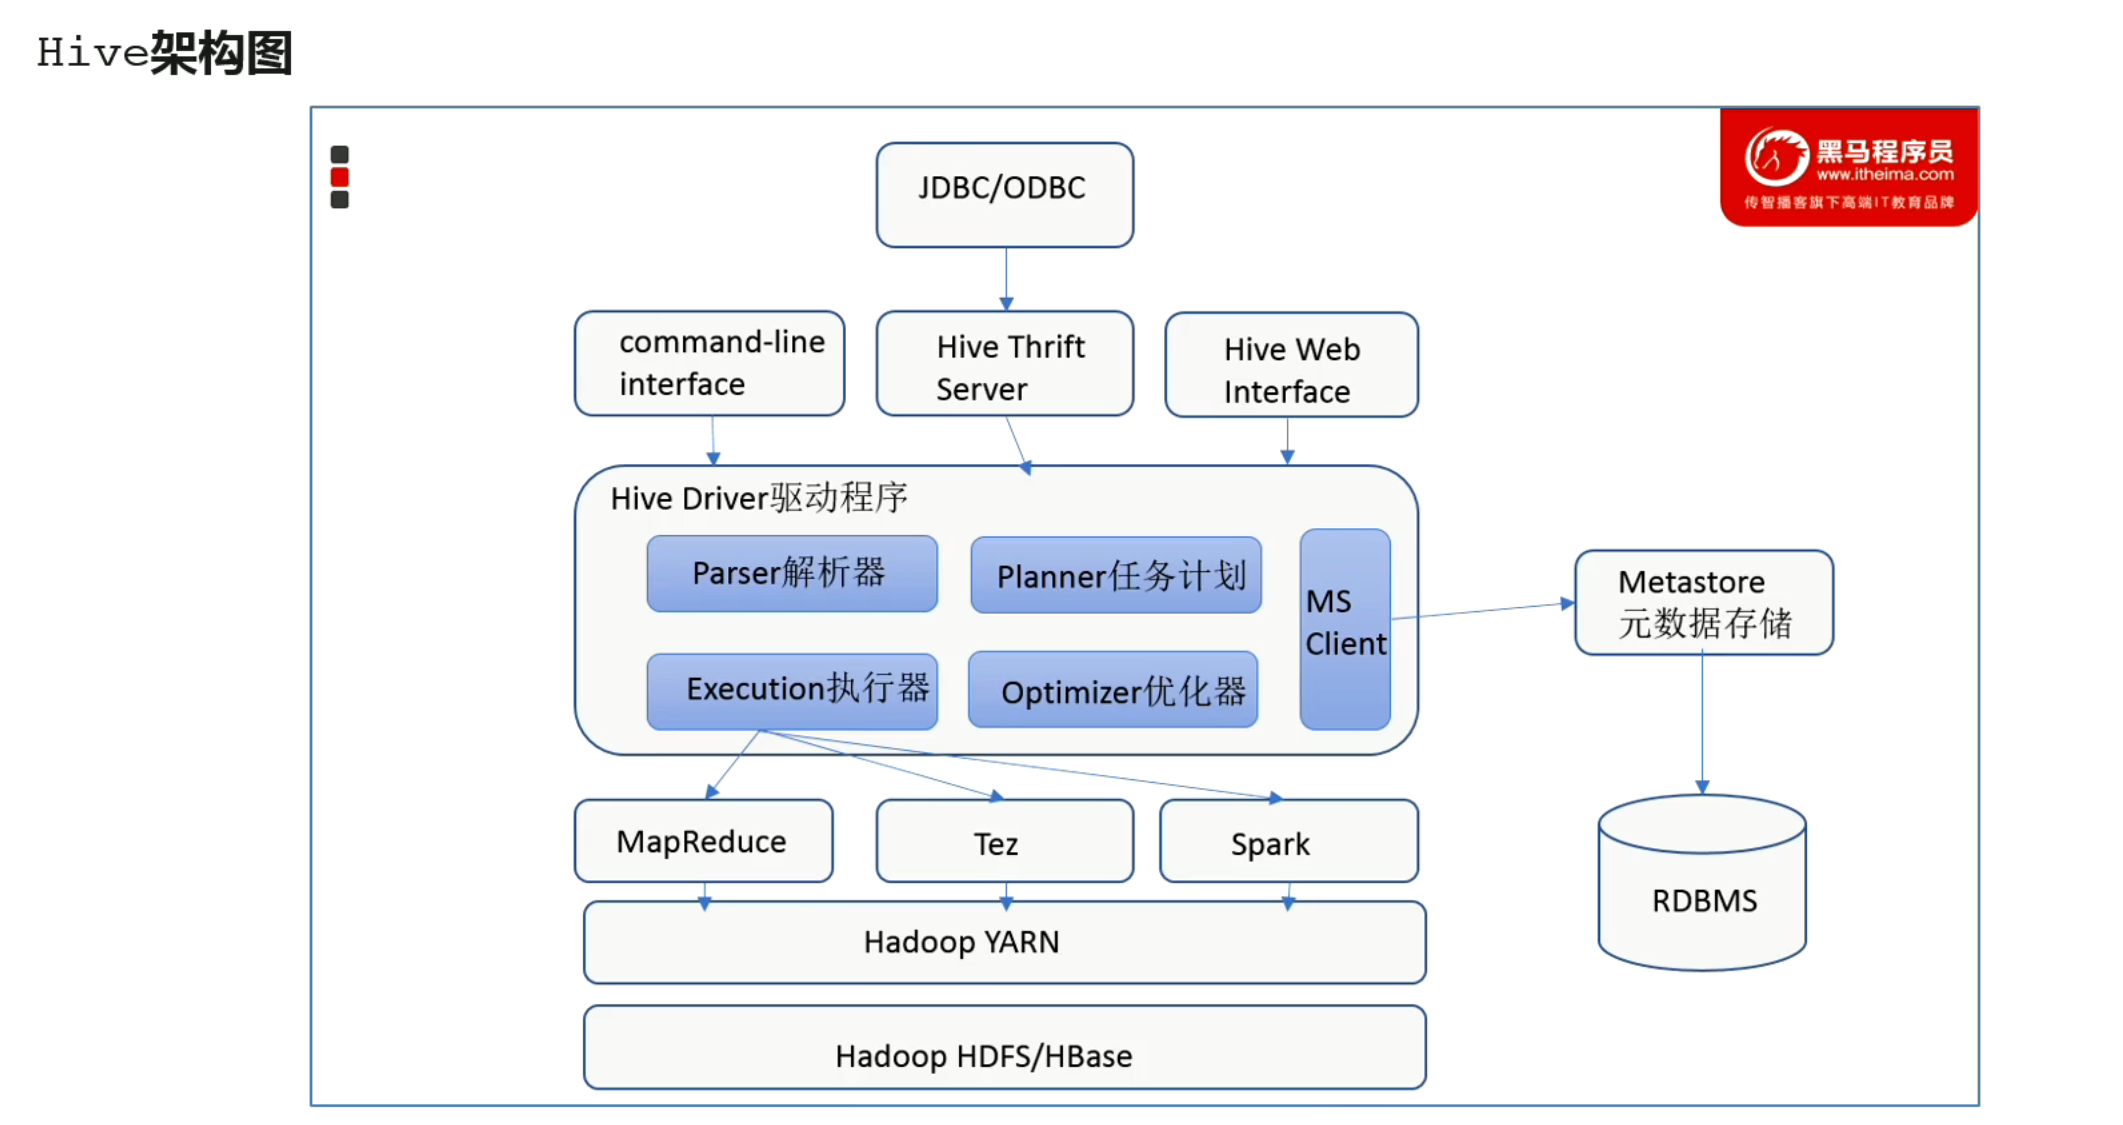 Hive架构图
黑马程序员
www.itheima.com
传智播客旗下高端IT教育品牌
JDBC/ODBC
command-line
interface
Hive Thrift
Server
Hive Web
Interface
Hive Driver驱动程序
Parser解析器
Planner任务计划
MS
Client
Execution执行器
Optimizer优化器
Metastore
元数据存储
MapReduce
Tez
Spark
RDBMS
Hadoop YARN
Hadoop HDFS/HBase